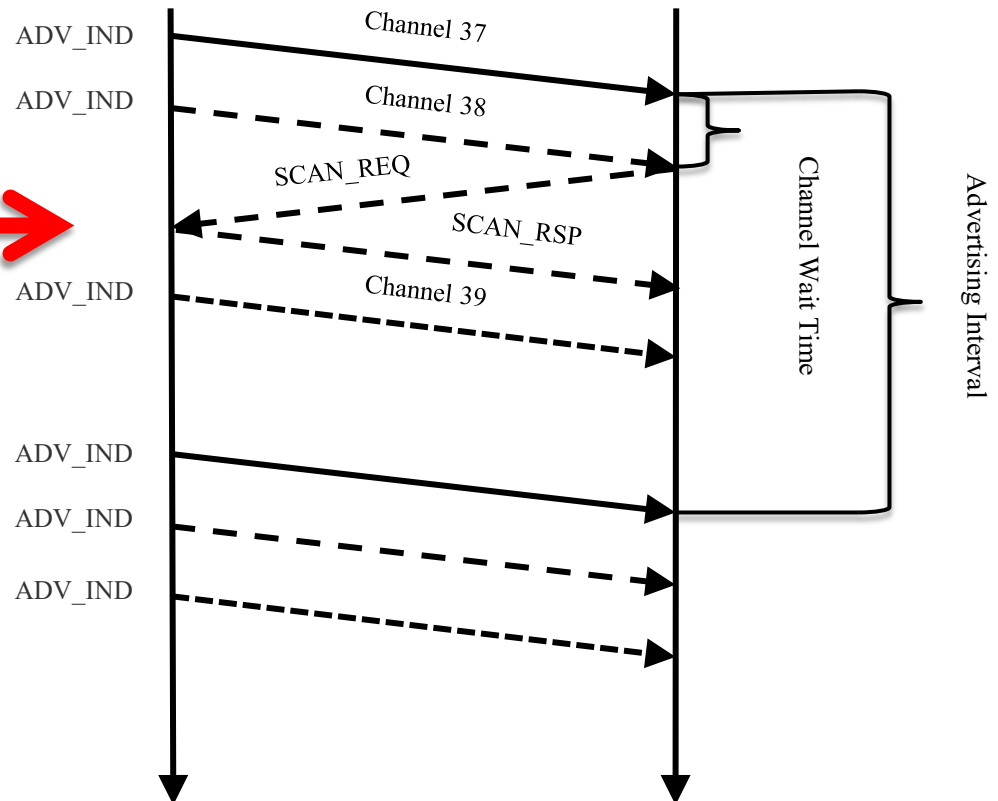 ADV_IND
Channel 37
ADV_IND
Channel 38
SCAN_REQ
SCAN_RSP
ADV_IND
Channel 39
Channel Wait Time
Advertising Interval
ADV_IND
ADV_IND
ADV_IND